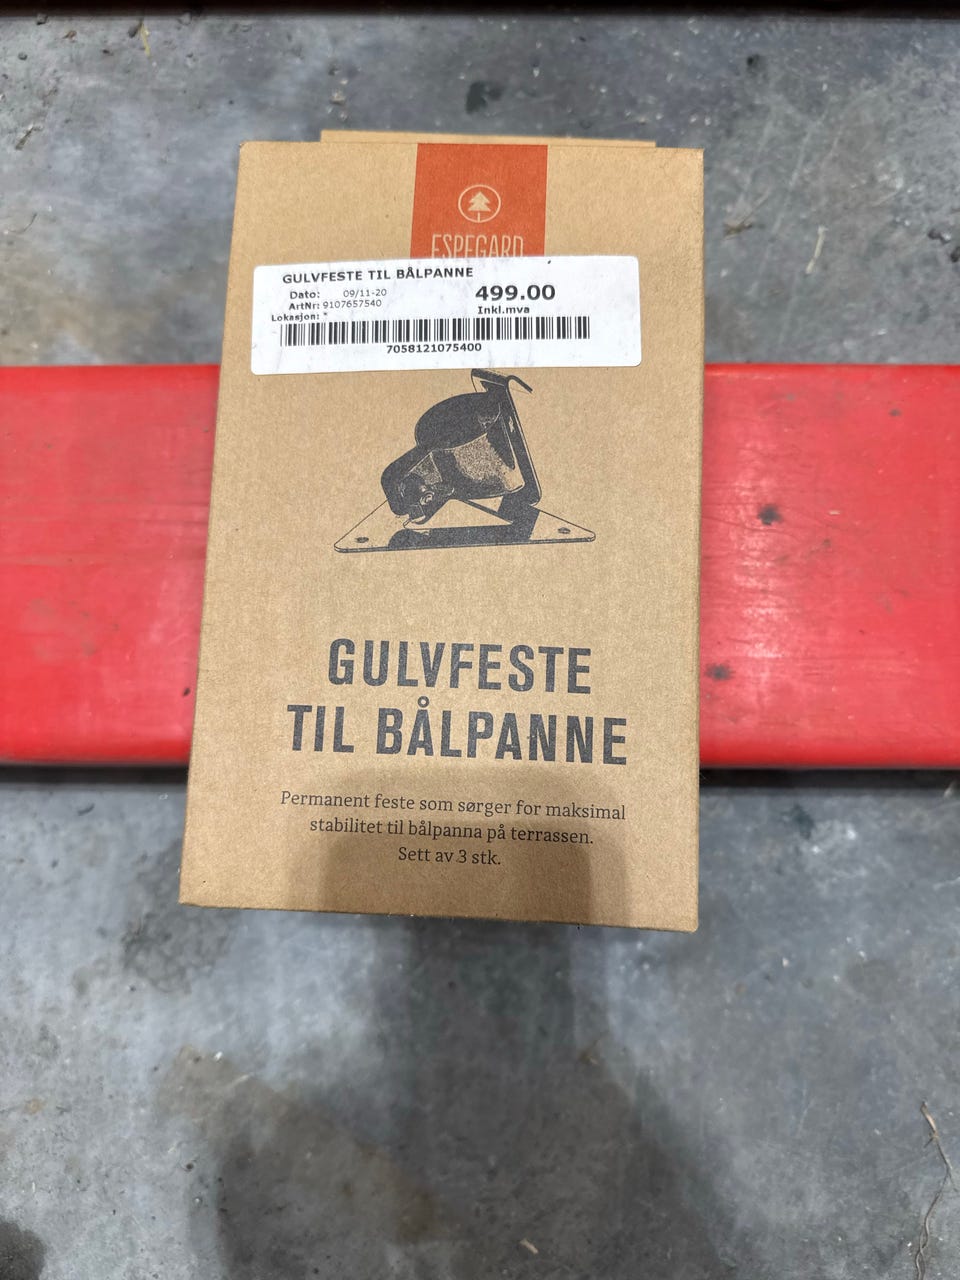 ESPEGARD
GULVFESTE TIL BÅLPANNE
Dato: 09/11-20
499.00
ArtNr: 9107657540
Inkl.mva
Lokasjon: *
7058121075400
GULVFESTE
TIL BÅLPANNE
Permanent feste som sørger for maksimal
stabilitet til bålpanna på terrassen.
Sett av 3 stk.